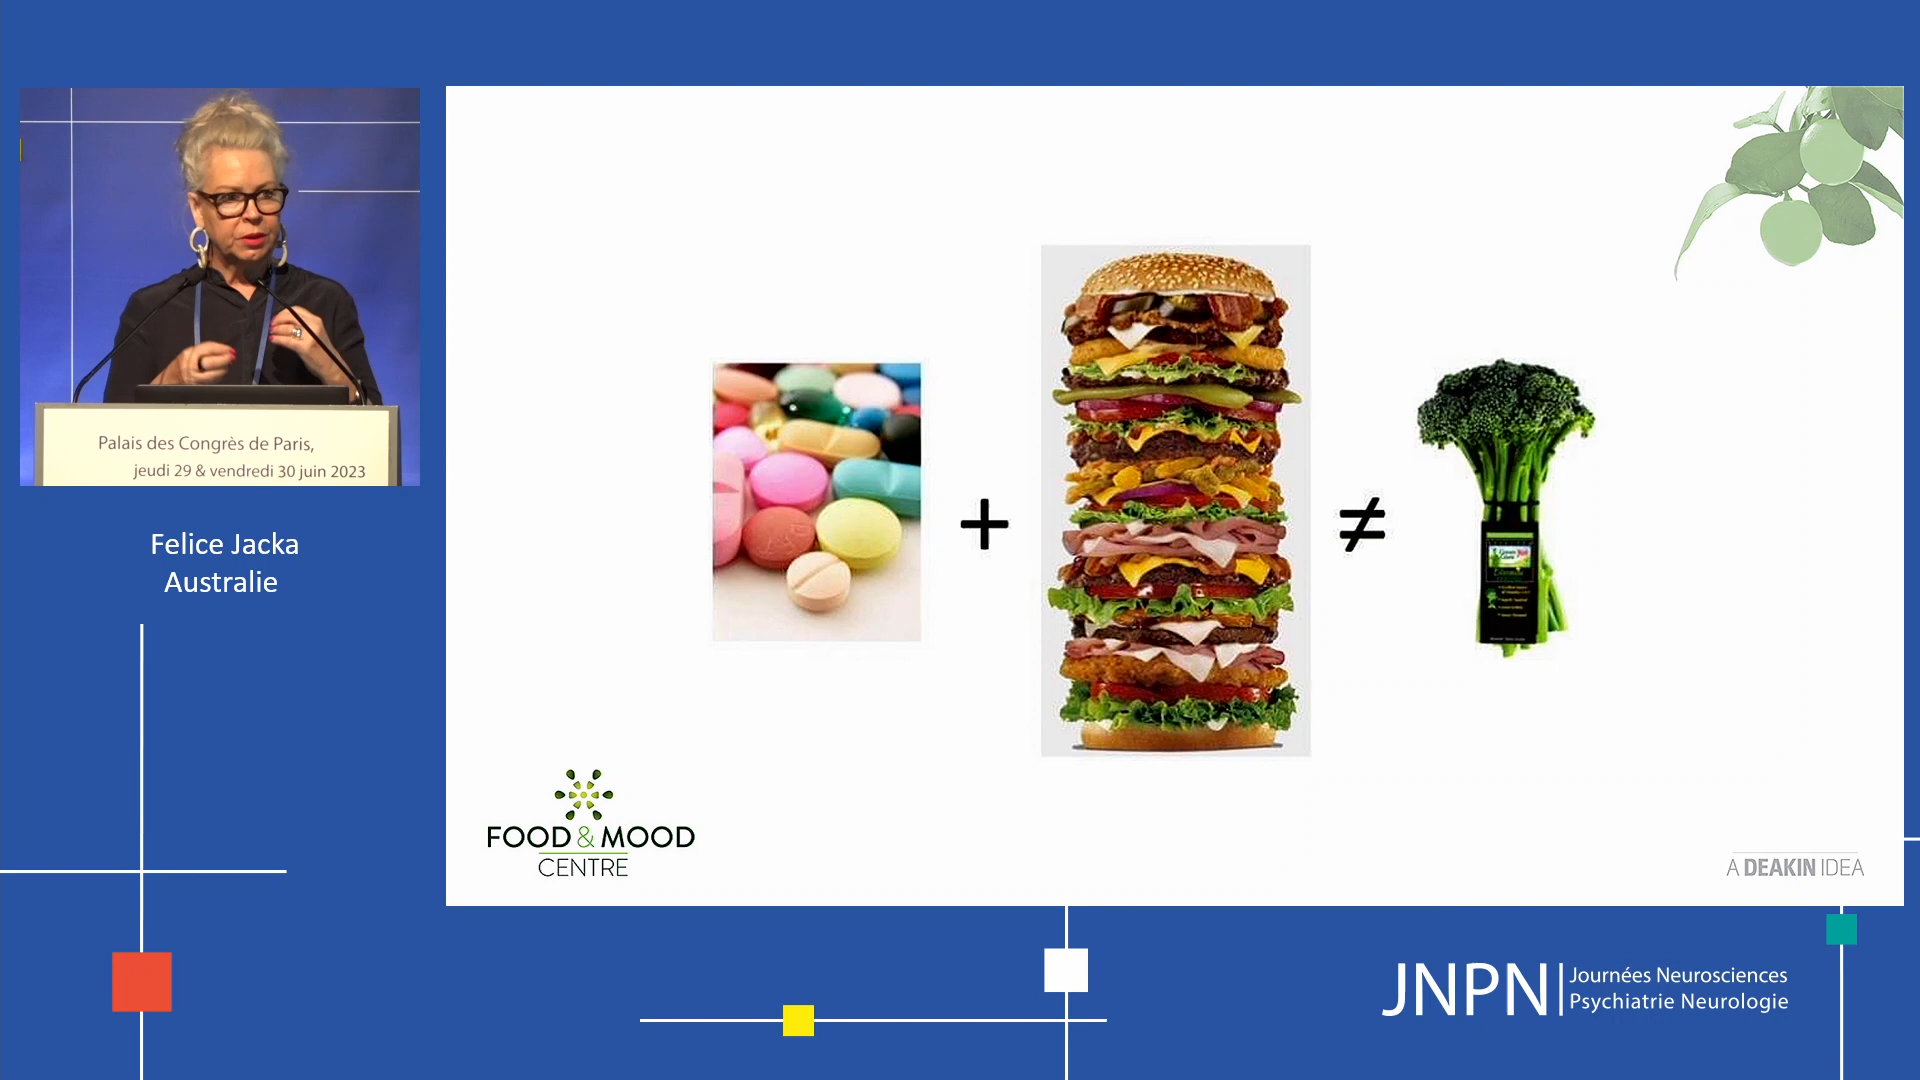 Palais des Congrès de Paris,
jeudi 29 & vendredi 30 juin 2023
Felice Jacka
Australie
+
≠
FOOD & MOOD
CENTRE
A DEAKIN IDEA
JNPN
Journées Neurosciences
Psychiatrie Neurologie